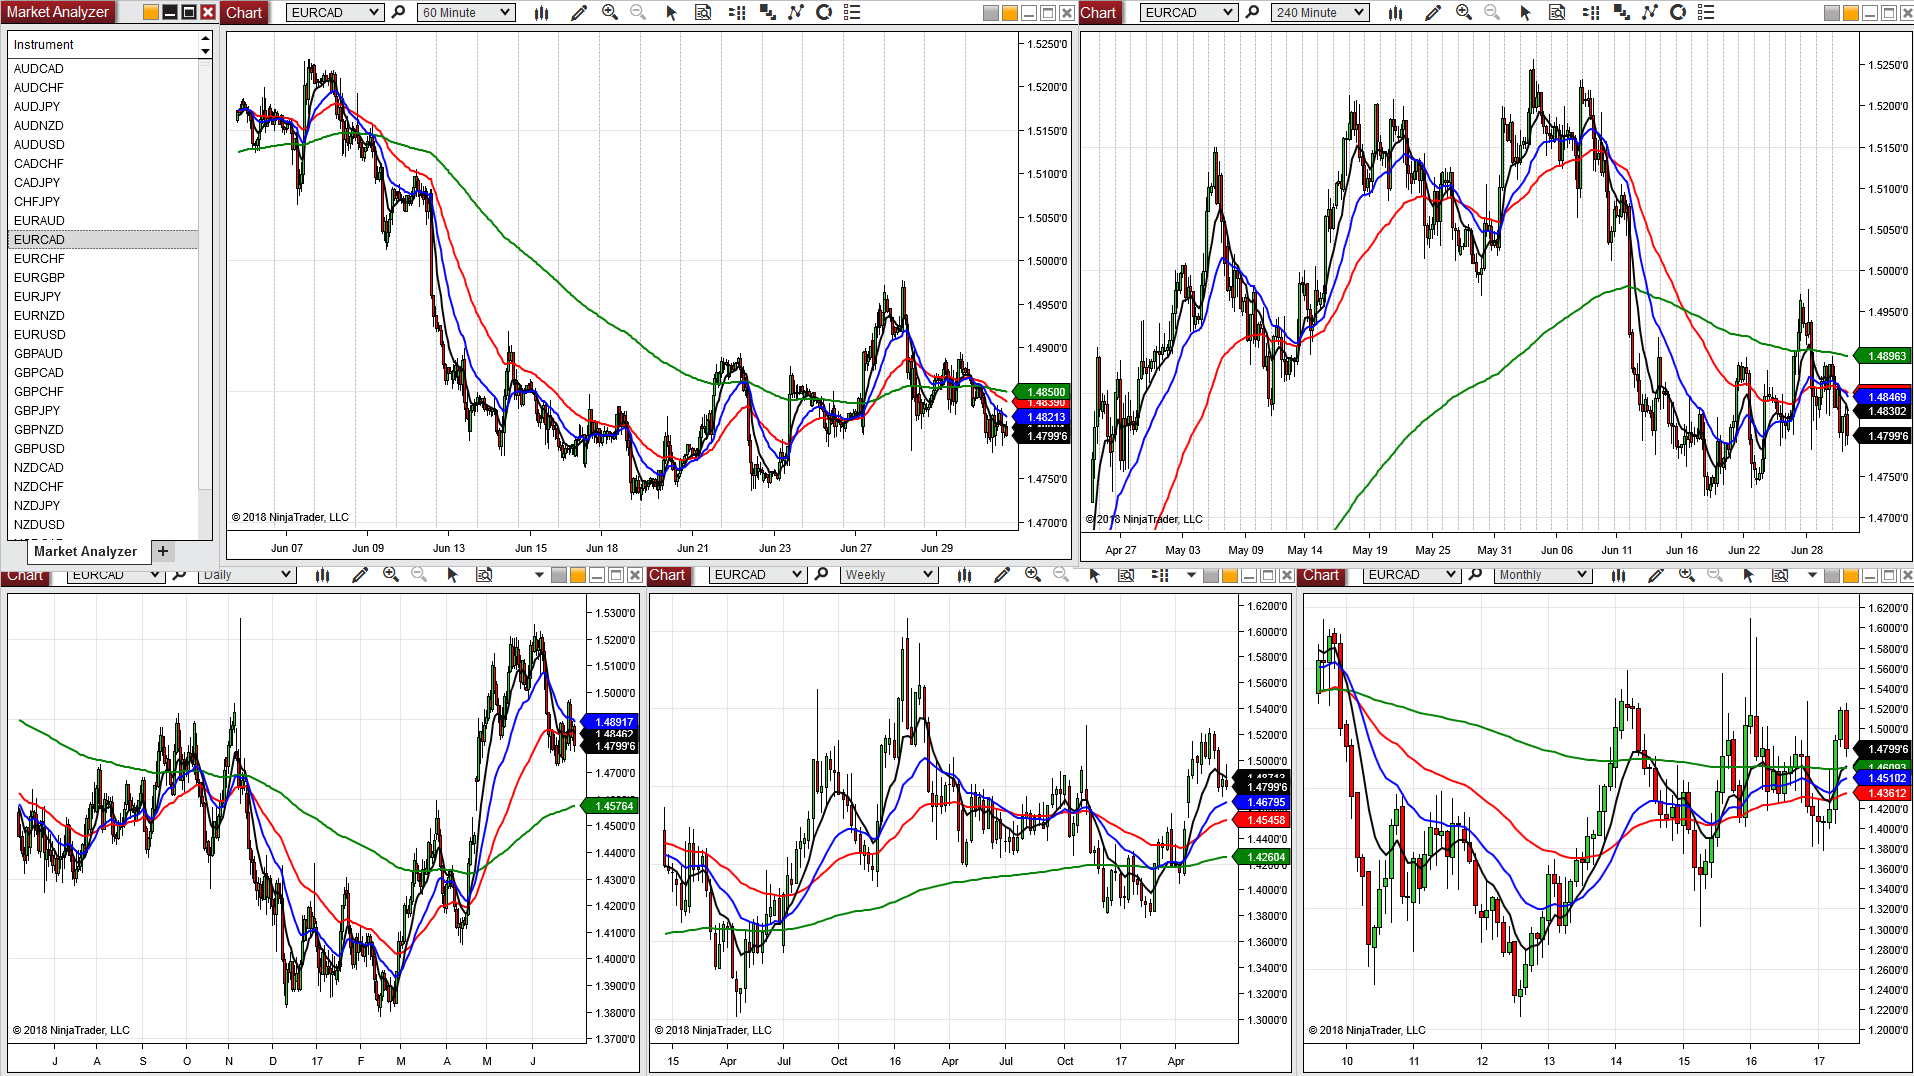 Market Analyzer
Instrument
AUDCAD
AUDCHF
AUDJPY
AUDNZD
AUDUSD
CADCHF
CADJPY
CHFJPY
EURAUD
EURCAD
EURCHF
EURGBP
EURJPY
EURNZD
EURUSD
GBPAUD
GBPCAD
GBPCHF
GBPJPY
GBPNZD
GBPUSD
NZDCAD
NZDCHF
NZDJPY
NZDUSD
Market Analyzer +
Chart EURCAD 60 Minute
1.5250'0
1.5200'0
1.5150'0
1.5100'0
1.5050'0
1.5000'0
1.4950'0
1.4900'0
1.48500
1.48390
1.48213
1.4799'6
1.4750'0
1.4700'0
© 2018 NinjaTrader, LLC
Jun 07 Jun 09 Jun 13 Jun 15 Jun 18 Jun 21 Jun 23 Jun 27 Jun 29
Chart EURCAD 240 Minute
1.5250'0
1.5200'0
1.5150'0
1.5100'0
1.5050'0
1.5000'0
1.4950'0
1.48963
1.48469
1.48302
1.4799'6
1.4750'0
1.4700'0
© 2018 NinjaTrader, LLC
Apr 27 May 03 May 09 May 14 May 19 May 25 May 31 Jun 06 Jun 11 Jun 16 Jun 22 Jun 28
Chart EURCAD Daily
1.5300'0
1.5200'0
1.5100'0
1.5000'0
1.48917
1.48462
1.4799'6
1.4700'0
1.45764
1.4500'0
1.4400'0
1.4300'0
1.4200'0
1.4100'0
1.4000'0
1.3900'0
1.3800'0
1.3700'0
© 2018 NinjaTrader, LLC
J A S O N D 17 F M A M J
Chart EURCAD Weekly
1.6200'0
1.6000'0
1.5800'0
1.5600'0
1.5400'0
1.5200'0
1.5000'0
1.4799'6
1.46795
1.45458
1.4400'0
1.42604
1.4000'0
1.3800'0
1.3600'0
1.3400'0
1.3200'0
1.3000'0
© 2018 NinjaTrader, LLC
15 Apr Jul Oct 16 Apr Jul Oct 17 Apr
Chart EURCAD Monthly
1.6200'0
1.6000'0
1.5800'0
1.5600'0
1.5400'0
1.5200'0
1.5000'0
1.4799'6
1.46093
1.45102
1.43612
1.4200'0
1.4000'0
1.3800'0
1.3600'0
1.3400'0
1.3200'0
1.3000'0
1.2800'0
1.2600'0
1.2400'0
1.2200'0
1.2000'0
© 2018 NinjaTrader, LLC
10 11 12 13 14 15 16 17